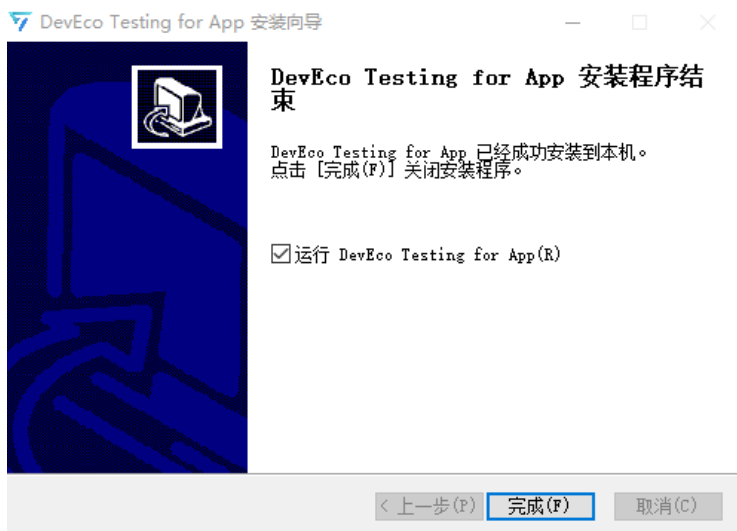 DevEco Testing for App 安装向导
DevEco Testing for App 安装程序结
束
DevEco Testing for App 已经成功安装到本机。
点击 [完成(F)] 关闭安装程序。
运行 DevEco Testing for App(R)
< 上一步(P) 完成(F) 取消(C)